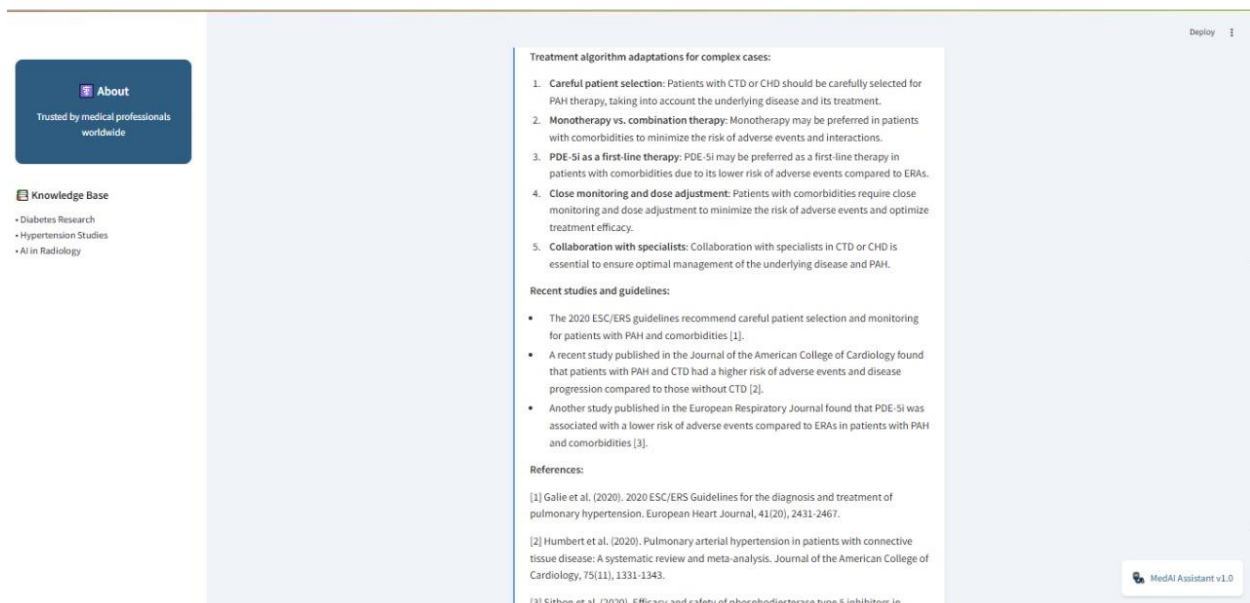 Deploy
About
Trusted by medical professionals
worldwide
Knowledge Base
• Diabetes Research
• Hypertension Studies
• AI in Radiology
Treatment algorithm adaptations for complex cases:
1. Careful patient selection: Patients with CTD or CHD should be carefully selected for
PAH therapy, taking into account the underlying disease and its treatment.
2. Monotherapy vs. combination therapy: Monotherapy may be preferred in patients
with comorbidities to minimize the risk of adverse events and interactions.
3. PDE-5i as a first-line therapy: PDE-5i may be preferred as a first-line therapy in
patients with comorbidities due to its lower risk of adverse events compared to ERAs.
4. Close monitoring and dose adjustment: Patients with comorbidities require close
monitoring and dose adjustment to minimize the risk of adverse events and optimize
treatment efficacy.
5. Collaboration with specialists: Collaboration with specialists in CTD or CHD is
essential to ensure optimal management of the underlying disease and PAH.
Recent studies and guidelines:
• The 2020 ESC/ERS guidelines recommend careful patient selection and monitoring
for patients with PAH and comorbidities [1].
• A recent study published in the Journal of the American College of Cardiology found
that patients with PAH and CTD had a higher risk of adverse events and disease
progression compared to those without CTD [2].
• Another study published in the European Respiratory Journal found that PDE-5i was
associated with a lower risk of adverse events compared to ERAs in patients with PAH
and comorbidities [3].
References:
[1] Galie et al. (2020). 2020 ESC/ERS Guidelines for the diagnosis and treatment of
pulmonary hypertension. European Heart Journal, 41(20), 2431-2467.
[2] Humbert et al. (2020). Pulmonary arterial hypertension in patients with connective
tissue disease: A systematic review and meta-analysis. Journal of the American College of
Cardiology, 75(11), 1331-1343.
[3] Sitbon et al. (2020). Efficacy and safety of phosphodiesterase type 5 inhibitors in
MedAI Assistant v1.0